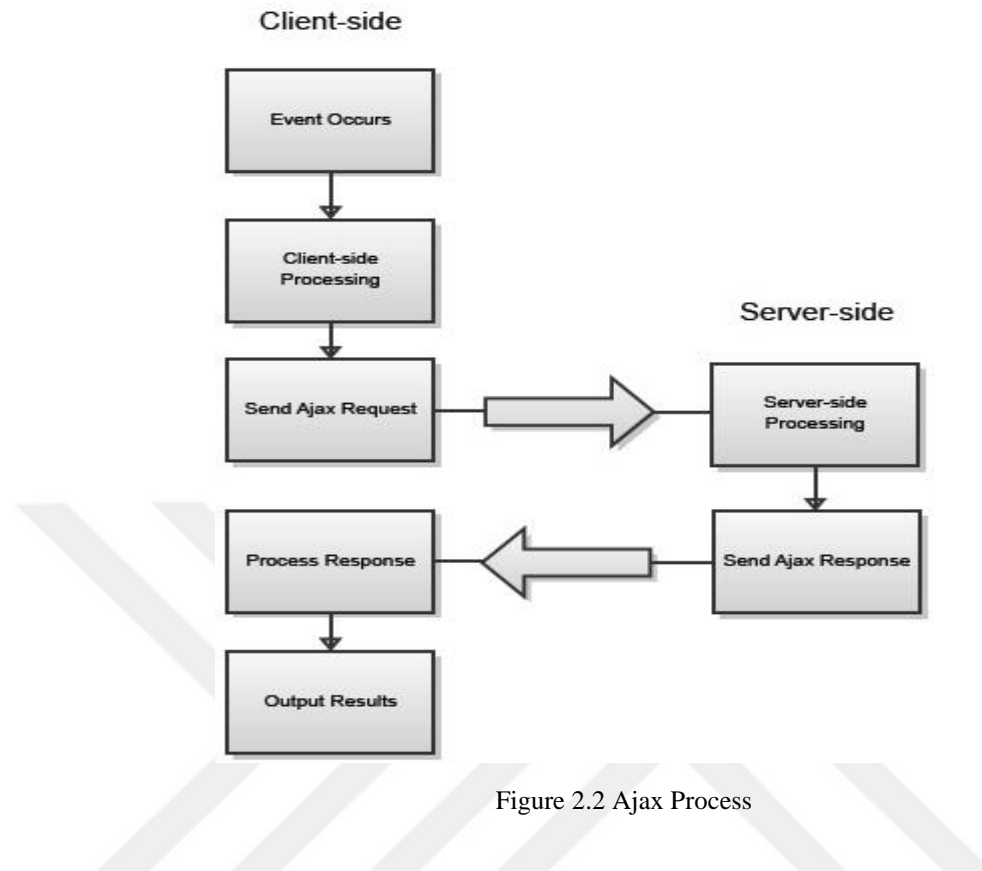 Client-side
Event Occurs
Client-side
Processing
Send Ajax Request
Server-side
Server-side
Processing
Send Ajax Response
Process Response
Output Results
Figure 2.2 Ajax Process